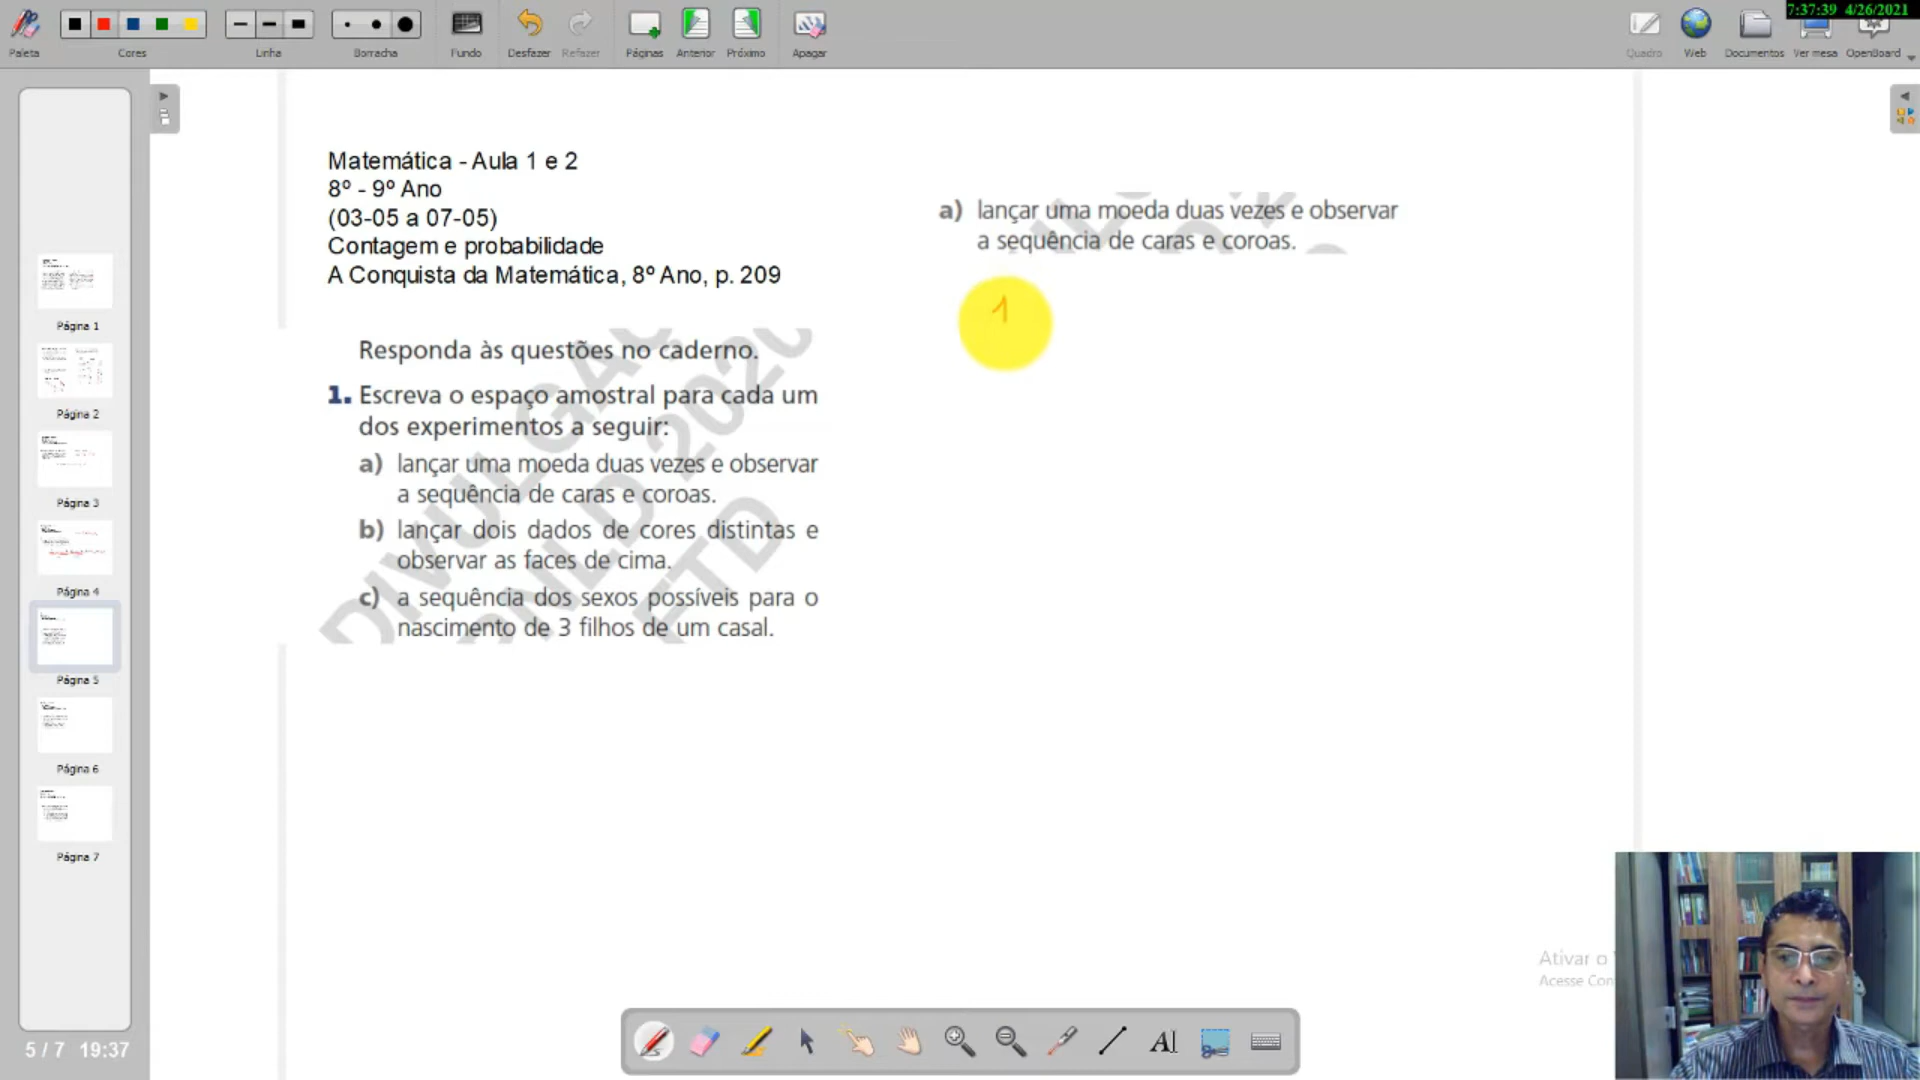 7:37:39 4/26/2021
Paleta
Cores
Linha
Borracha
Fundo
Desfazer
Refazer
Páginas
Anterior
Próximo
Apagar
Quadro
Web
Documentos
Ver mesa
OpenBoard
Página 1
Página 2
Página 3
Página 4
Página 5
Página 6
Página 7
5 / 7 19:37
Matemática - Aula 1 e 2
8º - 9º Ano
(03-05 a 07-05)
Contagem e probabilidade
A Conquista da Matemática, 8º Ano, p. 209
Responda às questões no caderno.
1. Escreva o espaço amostral para cada um
dos experimentos a seguir:
a) lançar uma moeda duas vezes e observar
a sequência de caras e coroas.
b) lançar dois dados de cores distintas e
observar as faces de cima.
c) a sequência dos sexos possíveis para o
nascimento de 3 filhos de um casal.
a) lançar uma moeda duas vezes e observar
a sequência de caras e coroas.
1
Ativar o
Acesse Con